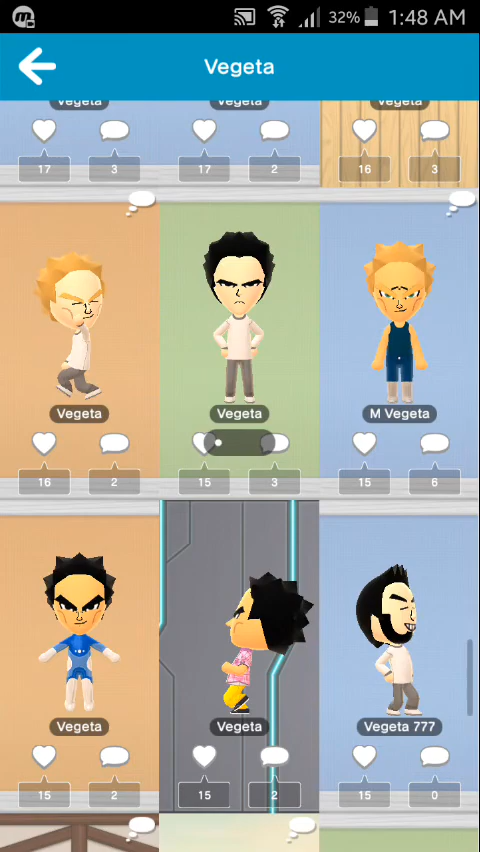 32% 1:48 AM
Vegeta
Vegeta Vegeta Vegeta
17 3 17 2 16 3
Vegeta Vegeta M Vegeta
16 2 15 3 15 6
Vegeta Vegeta Vegeta 777
15 2 15 2 15 0